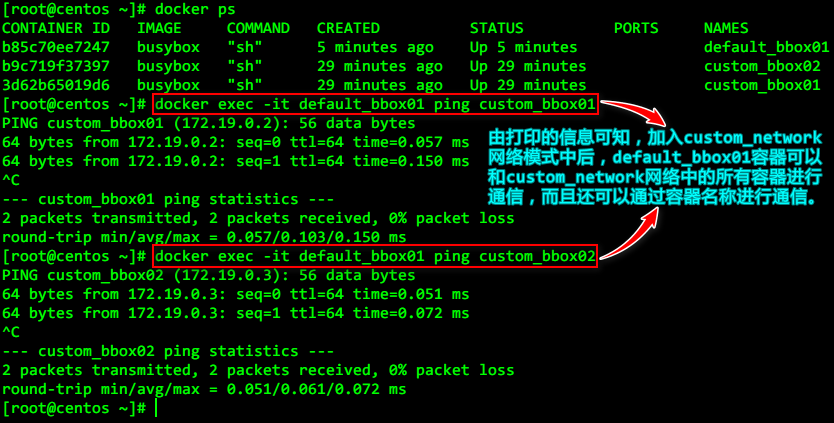 [root@centos ~]# docker ps
CONTAINER ID IMAGE COMMAND CREATED STATUS PORTS NAMES
b85c70ee7247 busybox "sh" 5 minutes ago Up 5 minutes default_bbox01
b9c719f37397 busybox "sh" 29 minutes ago Up 29 minutes custom_bbox02
3d62b65019d6 busybox "sh" 29 minutes ago Up 29 minutes custom_bbox01
[root@centos ~]# docker exec -it default_bbox01 ping custom_bbox01
PING custom_bbox01 (172.19.0.2): 56 data bytes
64 bytes from 172.19.0.2: seq=0 ttl=64 time=0.057 ms
64 bytes from 172.19.0.2: seq=1 ttl=64 time=0.150 ms
^C
--- custom_bbox01 ping statistics ---
2 packets transmitted, 2 packets received, 0% packet loss
round-trip min/avg/max = 0.057/0.103/0.150 ms
[root@centos ~]# docker exec -it default_bbox01 ping custom_bbox02
PING custom_bbox02 (172.19.0.3): 56 data bytes
64 bytes from 172.19.0.3: seq=0 ttl=64 time=0.051 ms
64 bytes from 172.19.0.3: seq=1 ttl=64 time=0.072 ms
^C
--- custom_bbox02 ping statistics ---
2 packets transmitted, 2 packets received, 0% packet loss
round-trip min/avg/max = 0.051/0.061/0.072 ms
[root@centos ~]#
由打印的信息可知，加入custom_network
网络模式中后，default_bbox01容器可以
和custom_network网络中的所有容器进行
通信，而且还可以通过容器名称进行通信。